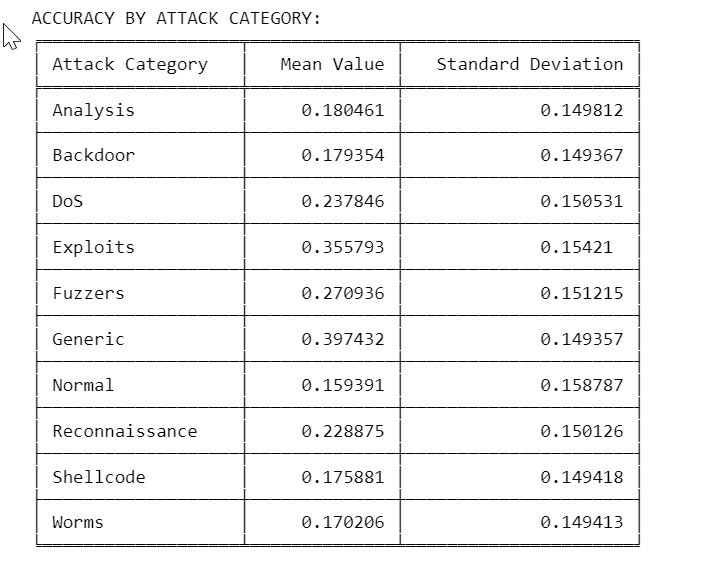 ACCURACY BY ATTACK CATEGORY:
Attack Category Mean Value Standard Deviation
Analysis 0.180461 0.149812
Backdoor 0.179354 0.149367
DoS 0.237846 0.150531
Exploits 0.355793 0.15421
Fuzzers 0.270936 0.151215
Generic 0.397432 0.149357
Normal 0.159391 0.158787
Reconnaissance 0.228875 0.150126
Shellcode 0.175881 0.149418
Worms 0.170206 0.149413